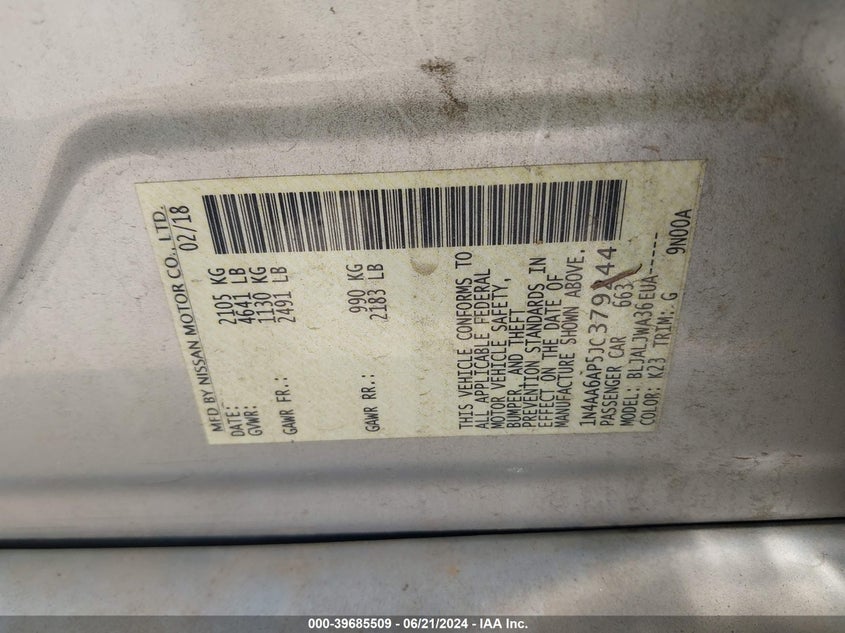 MFD BY NISSAN MOTOR CO., LTD.
DATE: 02/18
GVWR: 2105 KG
4641 LB
GAWR FR.: 1130 KG
2491 LB
GAWR RR.: 990 KG
2183 LB
THIS VEHICLE CONFORMS TO
ALL APPLICABLE FEDERAL
MOTOR VEHICLE SAFETY,
BUMPER, AND THEFT
PREVENTION STANDARDS IN
EFFECT ON THE DATE OF
MANUFACTURE SHOWN ABOVE.
PASSENGER CAR 663
MODEL: BLJALJWA36EUA-----
COLOR: K23 TRIM: G 9N00A
000-39685509 / 06/21/2024 / IAA Inc.